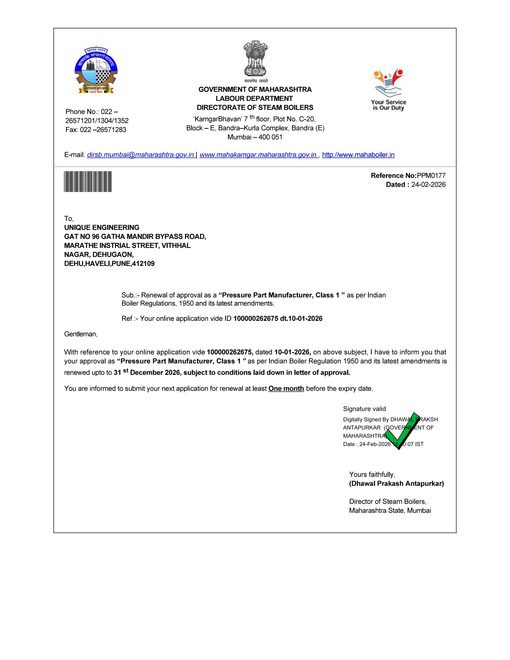 Phone No.: 022 –
26571201/1304/1352
Fax: 022 –26571283
सत्यमेव जयते
GOVERNMENT OF MAHARASHTRA
LABOUR DEPARTMENT
DIRECTORATE OF STEAM BOILERS
'KamgarBhavan' 7 th floor, Plot No. C-20,
Block – E, Bandra–Kurla Complex, Bandra (E)
Mumbai – 400 051
Your Service
is Our Duty
E-mail: dirsb.mumbai@maharashtra.gov.in | www.mahakamgar.maharashtra.gov.in , http://www.mahaboiler.in
Reference No:PPM0177
Dated : 24-02-2026
To,
UNIQUE ENGINEERING
GAT NO 96 GATHA MANDIR BYPASS ROAD,
MARATHE INSTRIAL STREET, VITHHAL
NAGAR, DEHUGAON,
DEHU,HAVELI,PUNE,412109
Sub.:- Renewal of approval as a "Pressure Part Manufacturer, Class 1 " as per Indian
Boiler Regulations, 1950 and its latest amendments.
Ref :- Your online application vide ID 100000262675 dt.10-01-2026
Gentleman,
With reference to your online application vide 100000262675, dated 10-01-2026, on above subject, I have to inform you that
your approval as "Pressure Part Manufacturer, Class 1 " as per Indian Boiler Regulation 1950 and its latest amendments is
renewed upto to 31 st December 2026, subject to conditions laid down in letter of approval.
You are informed to submit your next application for renewal at least One month before the expiry date.
Signature valid
Digitally Signed By DHAWAL PRAKSH
ANTAPURKAR (GOVERNMENT OF
MAHARASHTRA
Date : 24-Feb-2026 :07 IST
Yours faithfully,
(Dhawal Prakash Antapurkar)
Director of Steam Boilers,
Maharashtra State, Mumbai